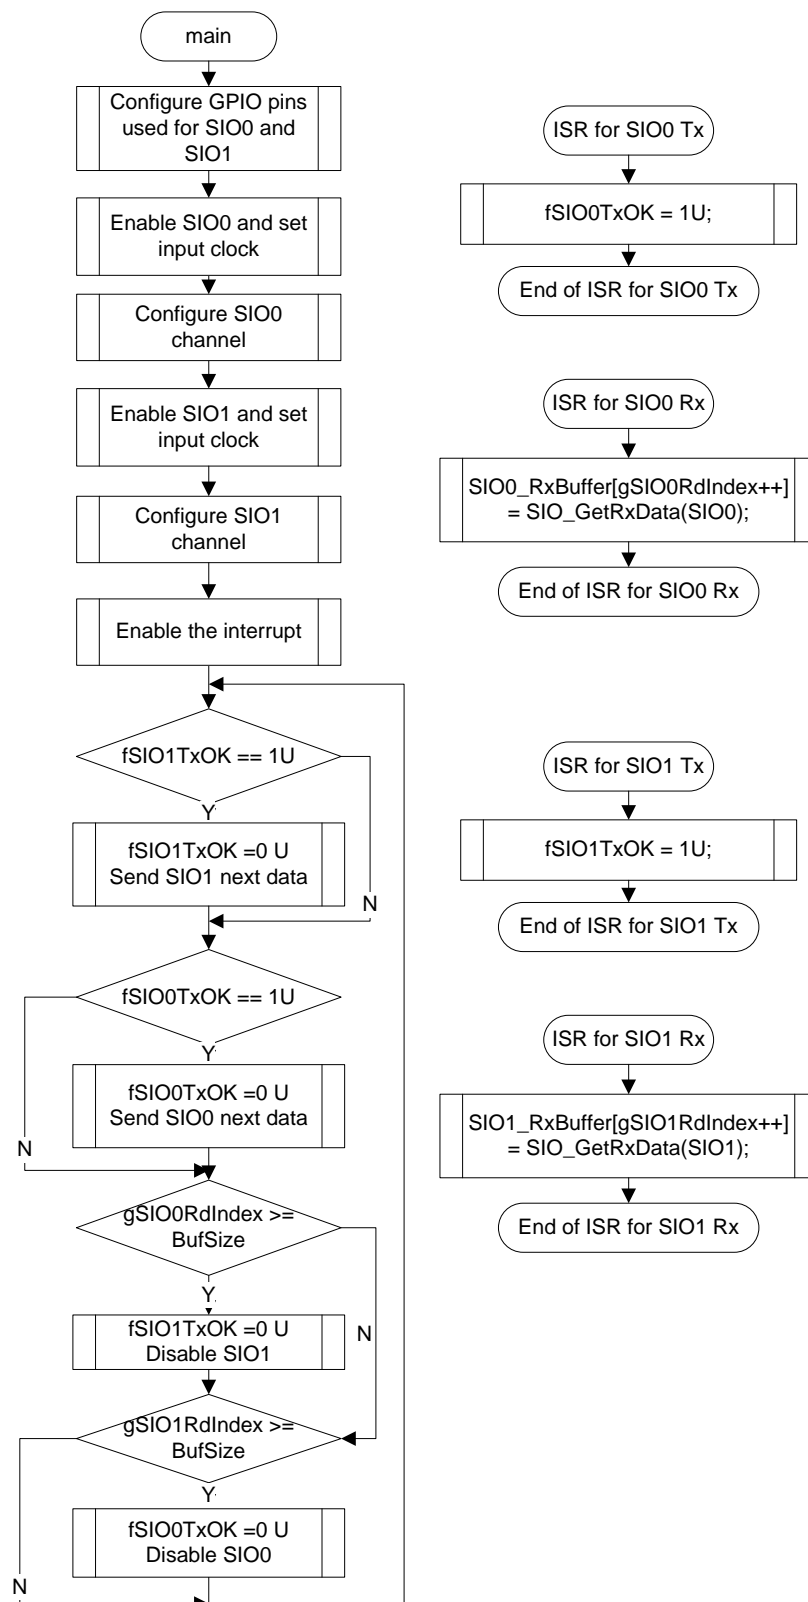 main
Configure GPIO pins
used for SIO0 and
SIO1
Enable SIO0 and set
input clock
Configure SIO0
channel
Enable SIO1 and set
input clock
Configure SIO1
channel
Enable the interrupt
fSIO1TxOK == 1U
Y
fSIO1TxOK =0 U
Send SIO1 next data
N
fSIO0TxOK == 1U
Y
fSIO0TxOK =0 U
Send SIO0 next data
N
gSIO0RdIndex >=
BufSize
Y
fSIO1TxOK =0 U
Disable SIO1
N
gSIO1RdIndex >=
BufSize
Y
fSIO0TxOK =0 U
Disable SIO0
N
ISR for SIO0 Tx
fSIO0TxOK = 1U;
End of ISR for SIO0 Tx
ISR for SIO0 Rx
SIO0_RxBuffer[gSIO0RdIndex++]
= SIO_GetRxData(SIO0);
End of ISR for SIO0 Rx
ISR for SIO1 Tx
fSIO1TxOK = 1U;
End of ISR for SIO1 Tx
ISR for SIO1 Rx
SIO1_RxBuffer[gSIO1RdIndex++]
= SIO_GetRxData(SIO1);
End of ISR for SIO1 Rx